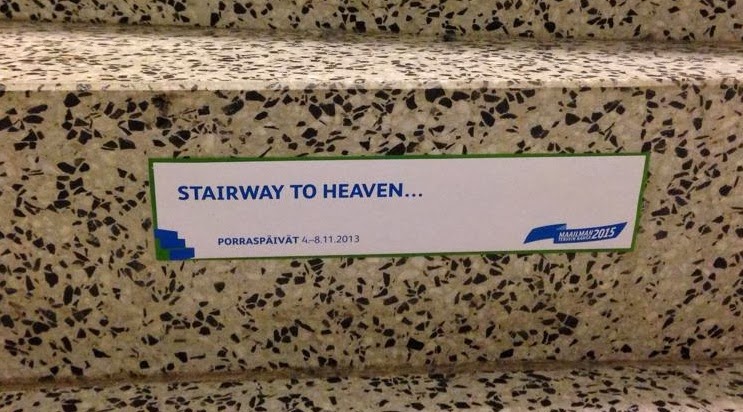 STAIRWAY TO HEAVEN...
PORRASPÄIVÄT 4.–8.11.2013
MAAILMAN 2015
TERVEIN KANSA